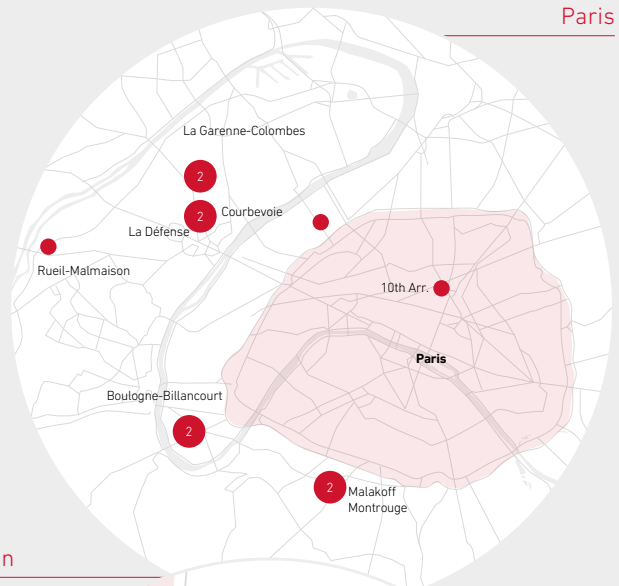 Paris
La Garenne-Colombes
2
2
Courbevoie
La Défense
Rueil-Malmaison
10th Arr.
Paris
Boulogne-Billancourt
2
2
Malakoff
Montrouge
n